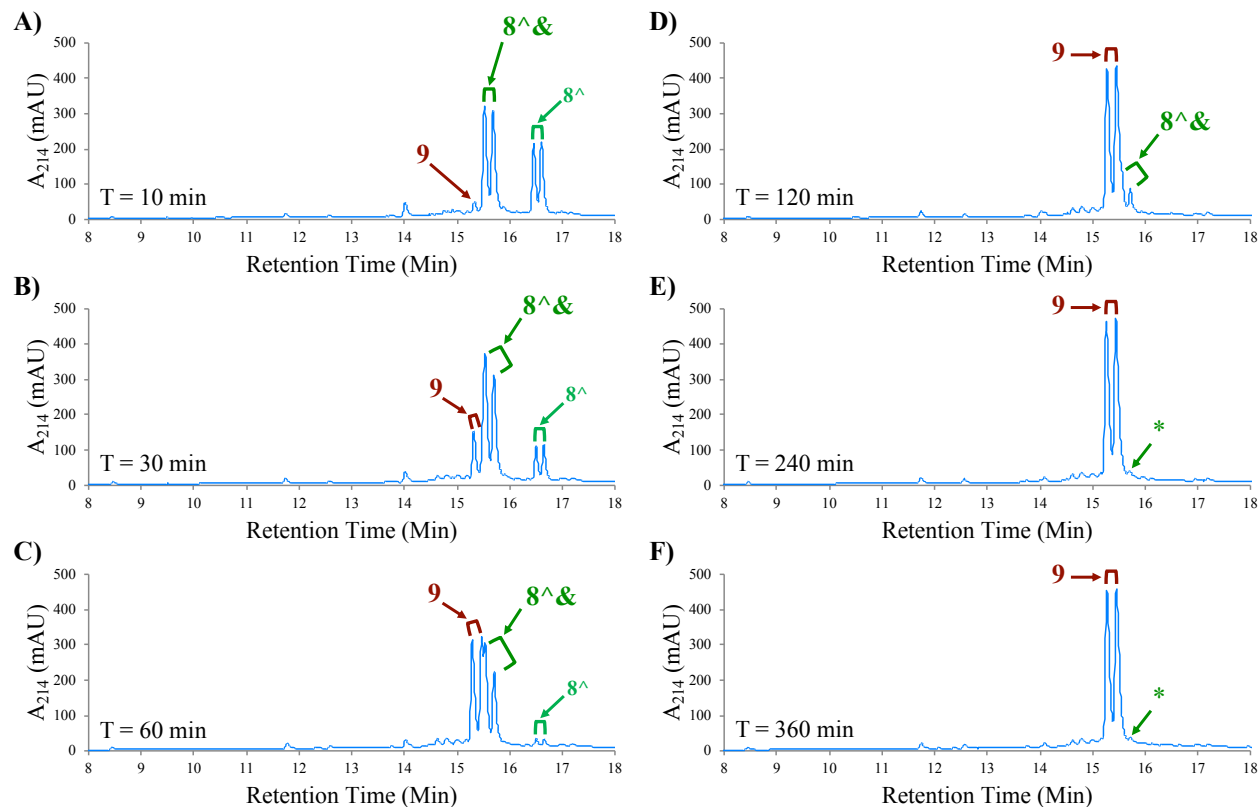 A)
8^&
8^
9
A214 (mAU)
500
400
300
200
100
0
T = 10 min
8 9 10 11 12 13 14 15 16 17 18
Retention Time (Min)
B)
8^&
9
8^
A214 (mAU)
500
400
300
200
100
0
T = 30 min
8 9 10 11 12 13 14 15 16 17 18
Retention Time (Min)
C)
9
8^&
8^
A214 (mAU)
500
400
300
200
100
0
T = 60 min
8 9 10 11 12 13 14 15 16 17 18
Retention Time (Min)
D)
9
8^&
A214 (mAU)
500
400
300
200
100
0
T = 120 min
8 9 10 11 12 13 14 15 16 17 18
Retention Time (Min)
E)
9
*
A214 (mAU)
500
400
300
200
100
0
T = 240 min
8 9 10 11 12 13 14 15 16 17 18
Retention Time (Min)
F)
9
*
A214 (mAU)
500
400
300
200
100
0
T = 360 min
8 9 10 11 12 13 14 15 16 17 18
Retention Time (Min)